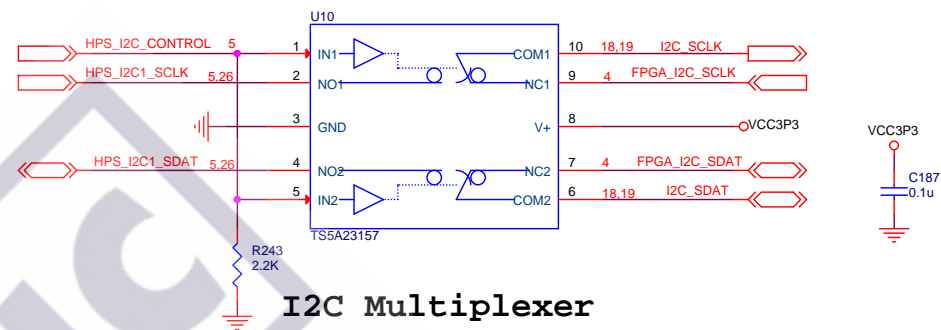 U10
HPS_I2C_CONTROL 5 1 IN1 COM1 10 18,19 I2C_SCLK
HPS_I2C1_SCLK 5,26 2 NO1 NC1 9 4 FPGA_I2C_SCLK
3 GND V+ 8 VCC3P3
VCC3P3
HPS_I2C1_SDAT 5,26 4 NO2 NC2 7 4 FPGA_I2C_SDAT
C187
0.1u
5 IN2 COM2 6 18,19 I2C_SDAT
TS5A23157
R243
2.2K
I2C Multiplexer